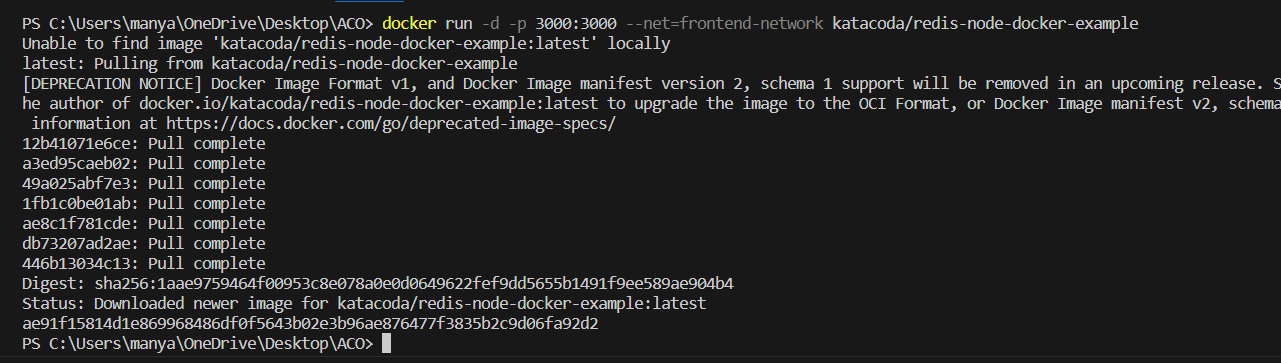 PS C:\Users\manya\OneDrive\Desktop\ACO> docker run -d -p 3000:3000 --net=frontend-network katacoda/redis-node-docker-example
Unable to find image 'katacoda/redis-node-docker-example:latest' locally
latest: Pulling from katacoda/redis-node-docker-example
[DEPRECATION NOTICE] Docker Image Format v1, and Docker Image manifest version 2, schema 1 support will be removed in an upcoming release. S
he author of docker.io/katacoda/redis-node-docker-example:latest to upgrade the image to the OCI Format, or Docker Image manifest v2, schema
information at https://docs.docker.com/go/deprecated-image-specs/
12b41071e6ce: Pull complete
a3ed95caeb02: Pull complete
49a025abf7e3: Pull complete
1fb1c0be01ab: Pull complete
ae8c1f781cde: Pull complete
db73207ad2ae: Pull complete
446b13034c13: Pull complete
Digest: sha256:1aae9759464f00953c8e078a0e0d0649622fef9dd5655b1491f9ee589ae904b4
Status: Downloaded newer image for katacoda/redis-node-docker-example:latest
ae91f15814d1e869968486df0f5643b02e3b96ae876477f3835b2c9d06fa92d2
PS C:\Users\manya\OneDrive\Desktop\ACO>